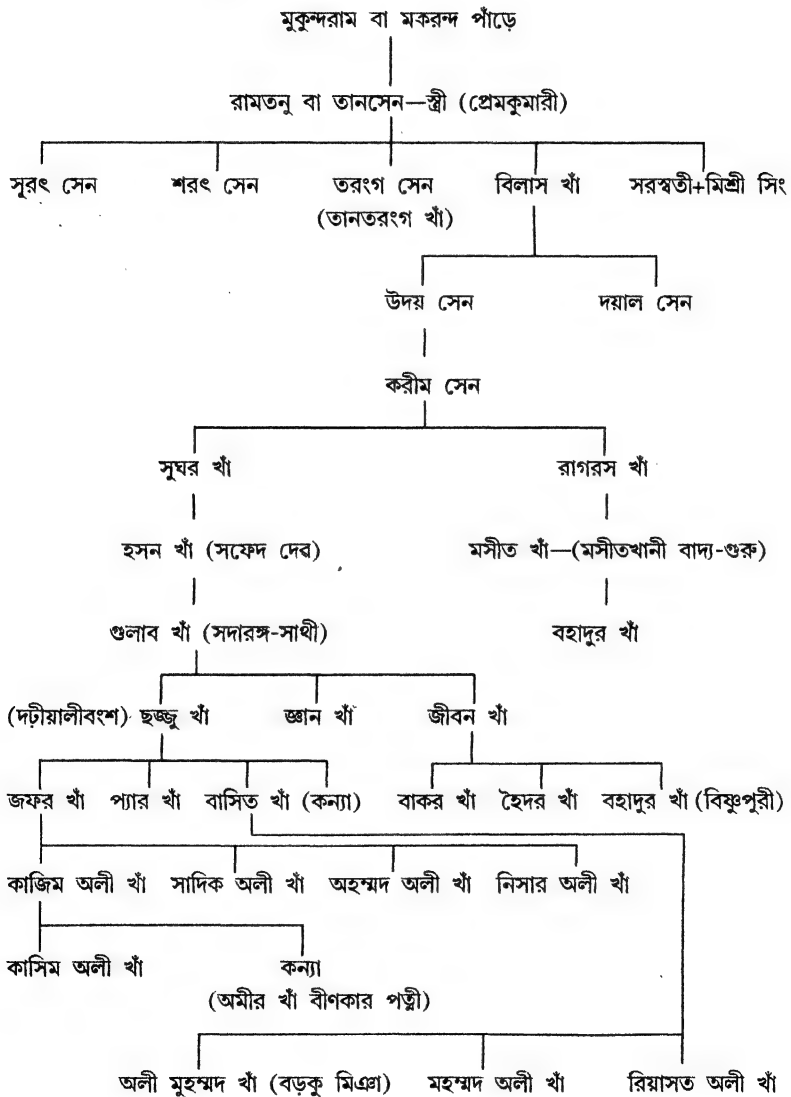 মুকুন্দরাম বা মকরন্দ পাঁড়ে
রামতনু বা তানসেন—স্ত্রী (প্রেমকুমারী)
সূরৎ সেন শরৎ সেন তরংগ সেন বিলাস খাঁ সরস্বতী+মিশ্রী সিং
(তানতরংগ খাঁ)
উদয় সেন দয়াল সেন
করীম সেন
সুঘর খাঁ রাগরস খাঁ
হসন খাঁ (সফেদ দেব) মসীত খাঁ—(মসীতখানী বাদ্য-গুরু)
গুলাব খাঁ (সদারঙ্গ-সাথী) বহাদুর খাঁ
(দঢ়ীয়ালীবংশ) ছজ্জু খাঁ জ্ঞান খাঁ জীবন খাঁ
জফর খাঁ প্যার খাঁ বাসিত খাঁ (কন্যা) বাকর খাঁ হৈদর খাঁ বহাদুর খাঁ (বিষ্ণুপুরী)
কাজিম অলী খাঁ সাদিক অলী খাঁ অহম্মদ অলী খাঁ নিসার অলী খাঁ
কাসিম অলী খাঁ কন্যা
(অমীর খাঁ বীণকার পত্নী)
অলী মুহম্মদ খাঁ (বড়কু মিঞা) মহম্মদ অলী খাঁ রিয়াসত অলী খাঁ